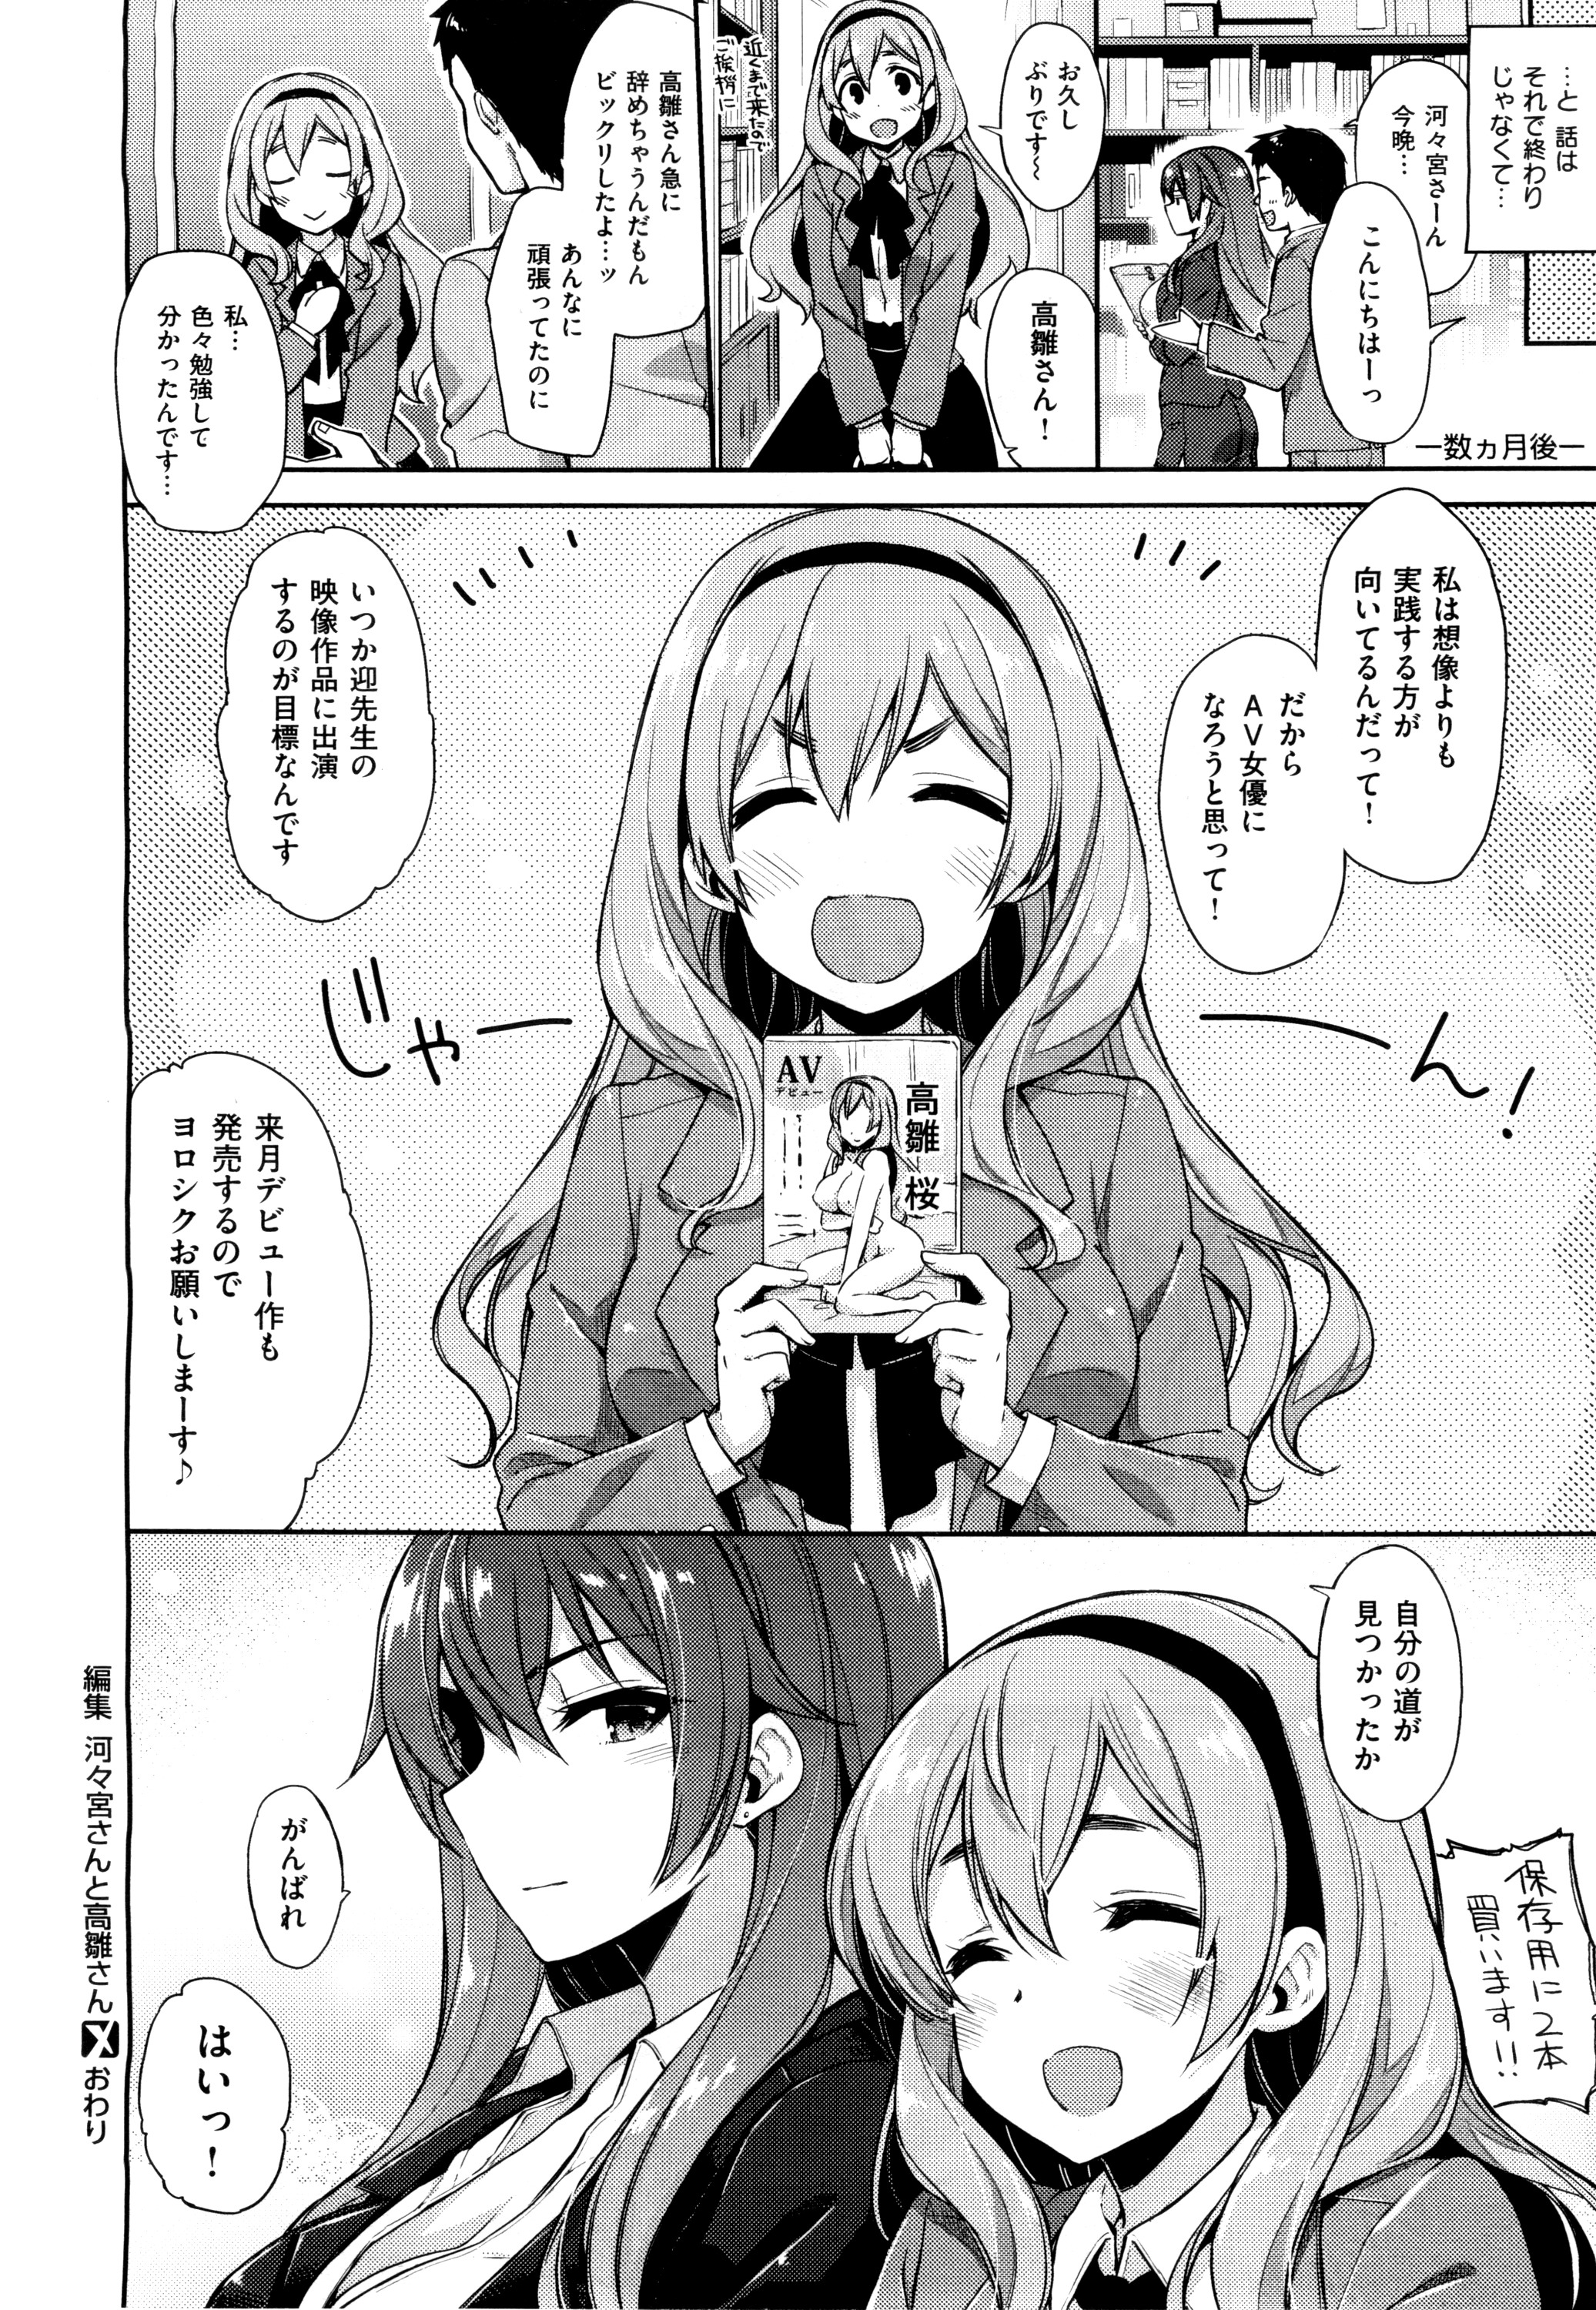 …と 話は
それで終わり
じゃなくて…
河々宮さーん
今晩…
こんにちはーっ
―数ヵ月後―
お久し
ぶりです～
高雛さん！
近くまで来たので
ご挨拶に
高雛さん急に
辞めちゃうんだもん
ビックリしたよ…ッ
あんなに
頑張ってたのに
私…
色々勉強して
分かったんです…
私は想像よりも
実践する方が
向いてるんだって！
だから
AV女優に
なろうと思って！
いつか迎先生の
映像作品に出演
するのが目標なんです
じゃーーん！
AV
デビュー
高雛 桜
来月デビュー作も
発売するので
ヨロシクお願いしまーす♪
自分の道が
見つかったか
保存用に2本
買います!!
がんばれ
はいっ！
編集 河々宮さんと高雛さん X おわり